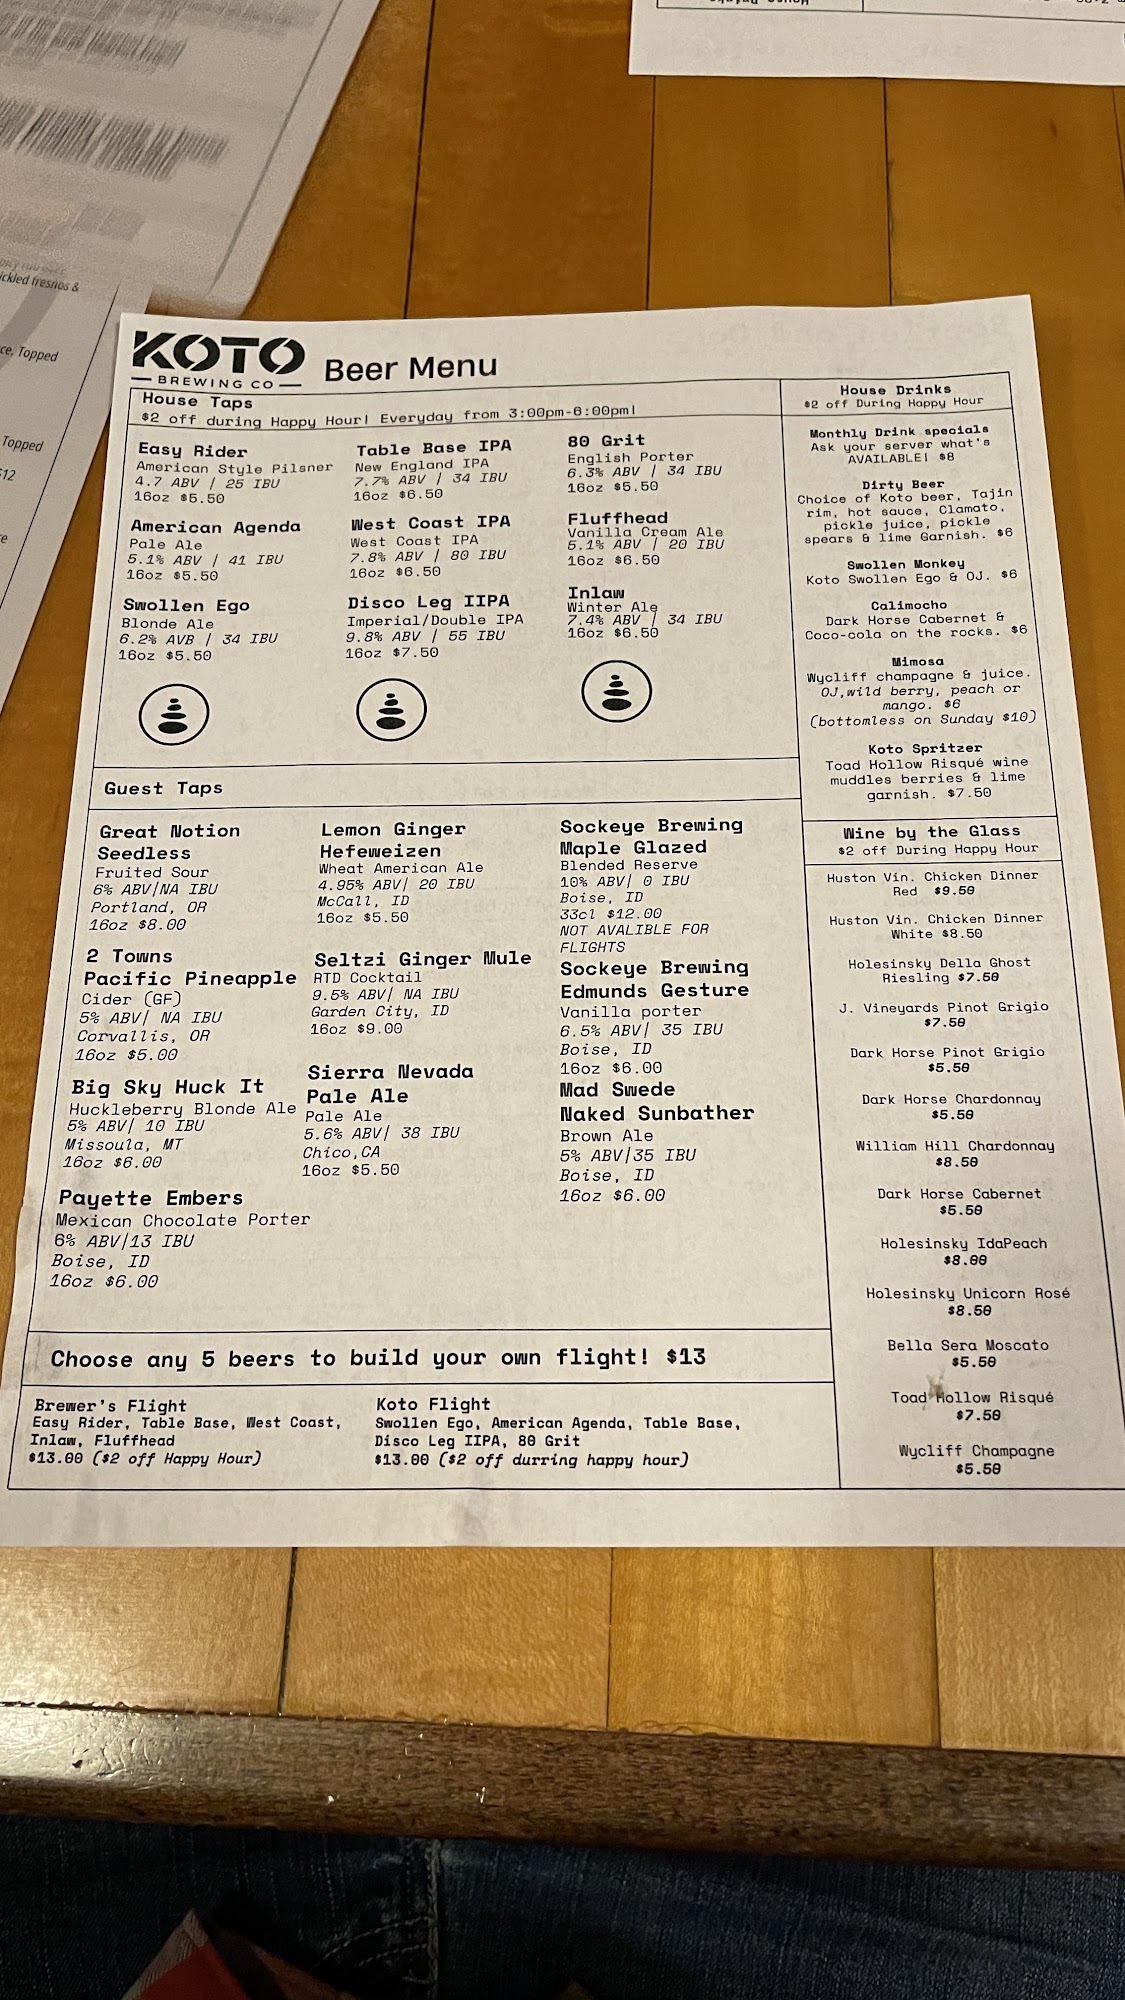 ickled fresnos &
ce, Topped
Topped
12
KOTO
BREWING CO
Beer Menu
House Taps
$2 off during Happy Hour! Everyday from 3:00pm-6:00pm!
Easy Rider
American Style Pilsner
4.7 ABV | 25 IBU
16oz $5.50
American Agenda
Pale Ale
5.1% ABV | 41 IBU
16oz $5.50
Swollen Ego
Blonde Ale
6.2% AVB | 34 IBU
16oz $5.50
Table Base IPA
New England IPA
7.7% ABV | 34 IBU
16oz $6.50
West Coast IPA
West Coast IPA
7.8% ABV | 80 IBU
16oz $6.50
Disco Leg IIPA
Imperial/Double IPA
9.8% ABV | 55 IBU
16oz $7.50
80 Grit
English Porter
6.3% ABV | 34 IBU
16oz $5.50
Fluffhead
Vanilla Cream Ale
5.1% ABV | 20 IBU
16oz $6.50
Inlaw
Winter Ale
7.4% ABV | 34 IBU
16oz $6.50
Guest Taps
Great Notion
Seedless
Fruited Sour
6% ABV|NA IBU
Portland, OR
16oz $8.00
2 Towns
Pacific Pineapple
Cider (GF)
5% ABV| NA IBU
Corvallis, OR
16oz $5.00
Big Sky Huck It
Huckleberry Blonde Ale
5% ABV| 10 IBU
Missoula, MT
16oz $6.00
Payette Embers
Mexican Chocolate Porter
6% ABV|13 IBU
Boise, ID
16oz $6.00
Lemon Ginger
Hefeweizen
Wheat American Ale
4.95% ABV| 20 IBU
McCall, ID
16oz $5.50
Seltzi Ginger Mule
RTD Cocktail
9.5% ABV| NA IBU
Garden City, ID
16oz $9.00
Sierra Nevada
Pale Ale
Pale Ale
5.6% ABV| 38 IBU
Chico,CA
16oz $5.50
Sockeye Brewing
Maple Glazed
Blended Reserve
10% ABV| 0 IBU
Boise, ID
33cl $12.00
NOT AVALIBLE FOR
FLIGHTS
Sockeye Brewing
Edmunds Gesture
Vanilla porter
6.5% ABV| 35 IBU
Boise, ID
16oz $6.00
Mad Swede
Naked Sunbather
Brown Ale
5% ABV|35 IBU
Boise, ID
16oz $6.00
Choose any 5 beers to build your own flight! $13
Brewer's Flight
Easy Rider, Table Base, West Coast,
Inlaw, Fluffhead
$13.00 ($2 off Happy Hour)
Koto Flight
Swollen Ego, American Agenda, Table Base,
Disco Leg IIPA, 80 Grit
$13.00 ($2 off durring happy hour)
House Drinks
$2 off During Happy Hour
Monthly Drink specials
Ask your server what's
AVAILABLE! $8
Dirty Beer
Choice of Koto beer, Tajin
rim, hot sauce, Clamato,
pickle juice, pickle
spears & lime Garnish. $6
Swollen Monkey
Koto Swollen Ego & OJ. $6
Calimocho
Dark Horse Cabernet &
Coco-cola on the rocks. $6
Mimosa
Wycliff champagne & juice.
OJ,wild berry, peach or
mango. $6
(bottomless on Sunday $10)
Koto Spritzer
Toad Hollow Risqué wine
muddles berries & lime
garnish. $7.50
Wine by the Glass
$2 off During Happy Hour
Huston Vin. Chicken Dinner
Red $9.50
Huston Vin. Chicken Dinner
White $8.50
Holesinsky Della Ghost
Riesling $7.50
J. Vineyards Pinot Grigio
$7.50
Dark Horse Pinot Grigio
$5.50
Dark Horse Chardonnay
$5.50
William Hill Chardonnay
$8.50
Dark Horse Cabernet
$5.50
Holesinsky IdaPeach
$8.00
Holesinsky Unicorn Rosé
$8.50
Bella Sera Moscato
$5.50
Toad Hollow Risqué
$7.50
Wycliff Champagne
$5.50